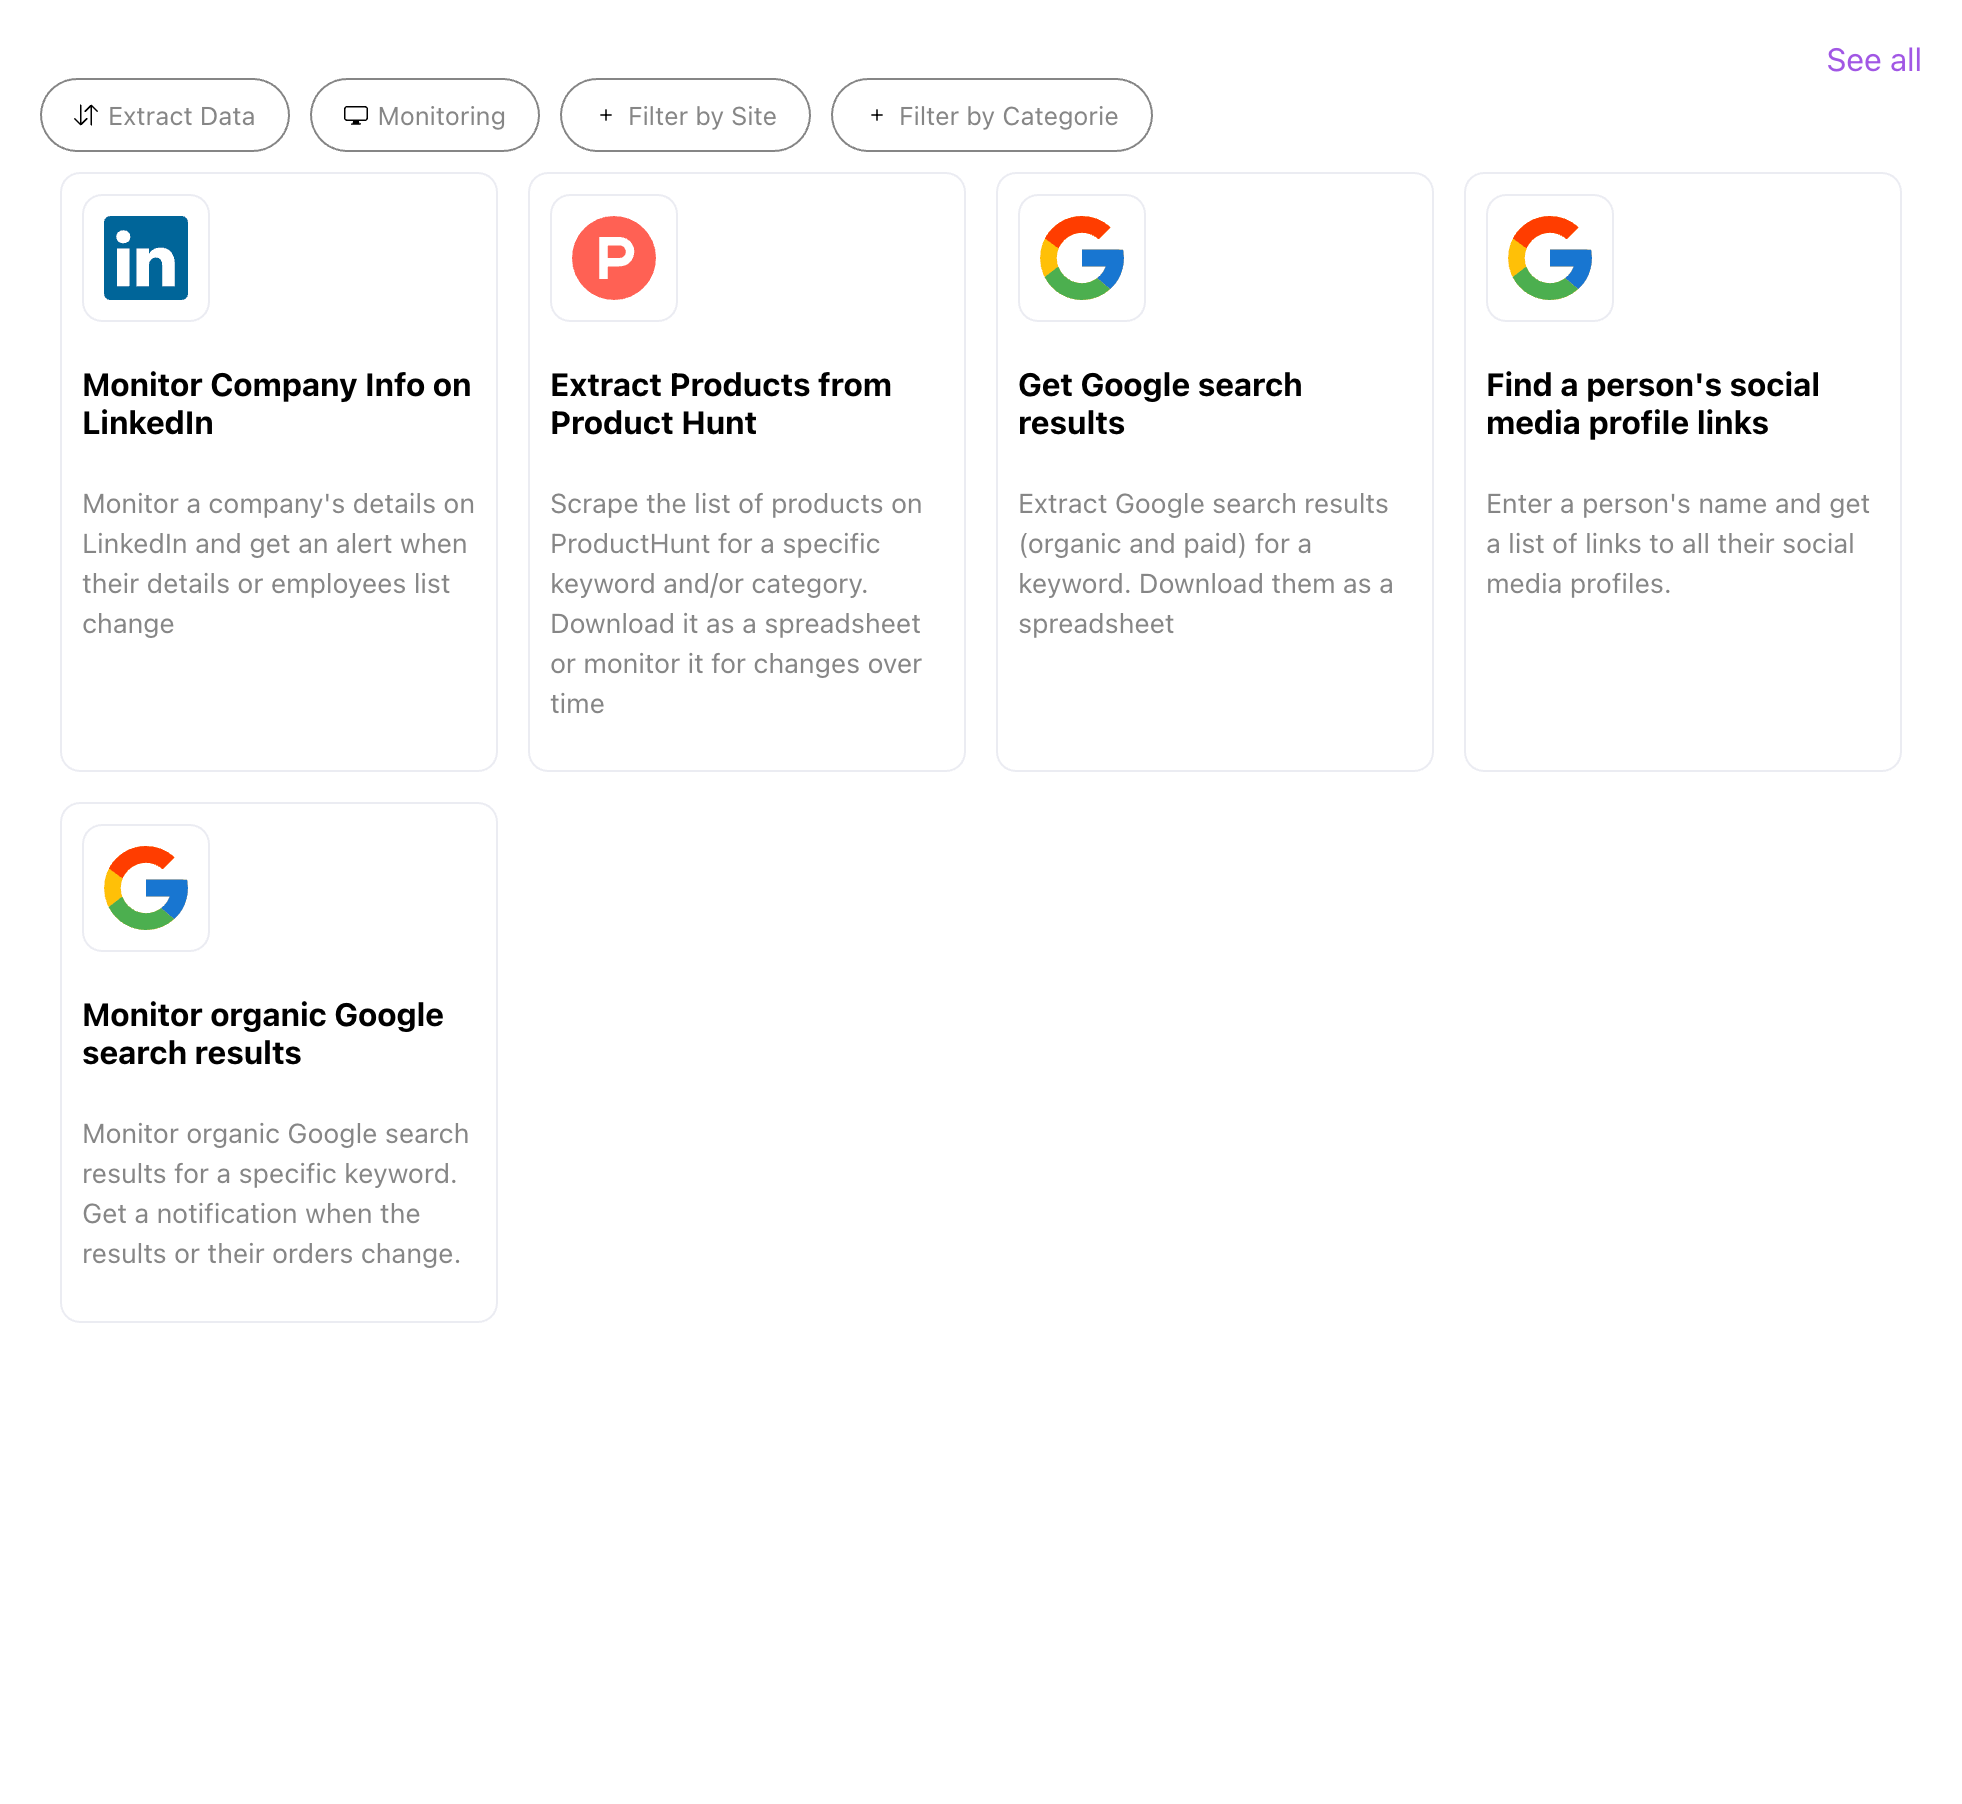 See all
Extract Data
Monitoring
+ Filter by Site
+ Filter by Categorie
in
Monitor Company Info on
LinkedIn
Monitor a company's details on
LinkedIn and get an alert when
their details or employees list
change
P
Extract Products from
Product Hunt
Scrape the list of products on
ProductHunt for a specific
keyword and/or category.
Download it as a spreadsheet
or monitor it for changes over
time
G
Get Google search
results
Extract Google search results
(organic and paid) for a
keyword. Download them as a
spreadsheet
G
Find a person's social
media profile links
Enter a person's name and get
a list of links to all their social
media profiles.
G
Monitor organic Google
search results
Monitor organic Google search
results for a specific keyword.
Get a notification when the
results or their orders change.